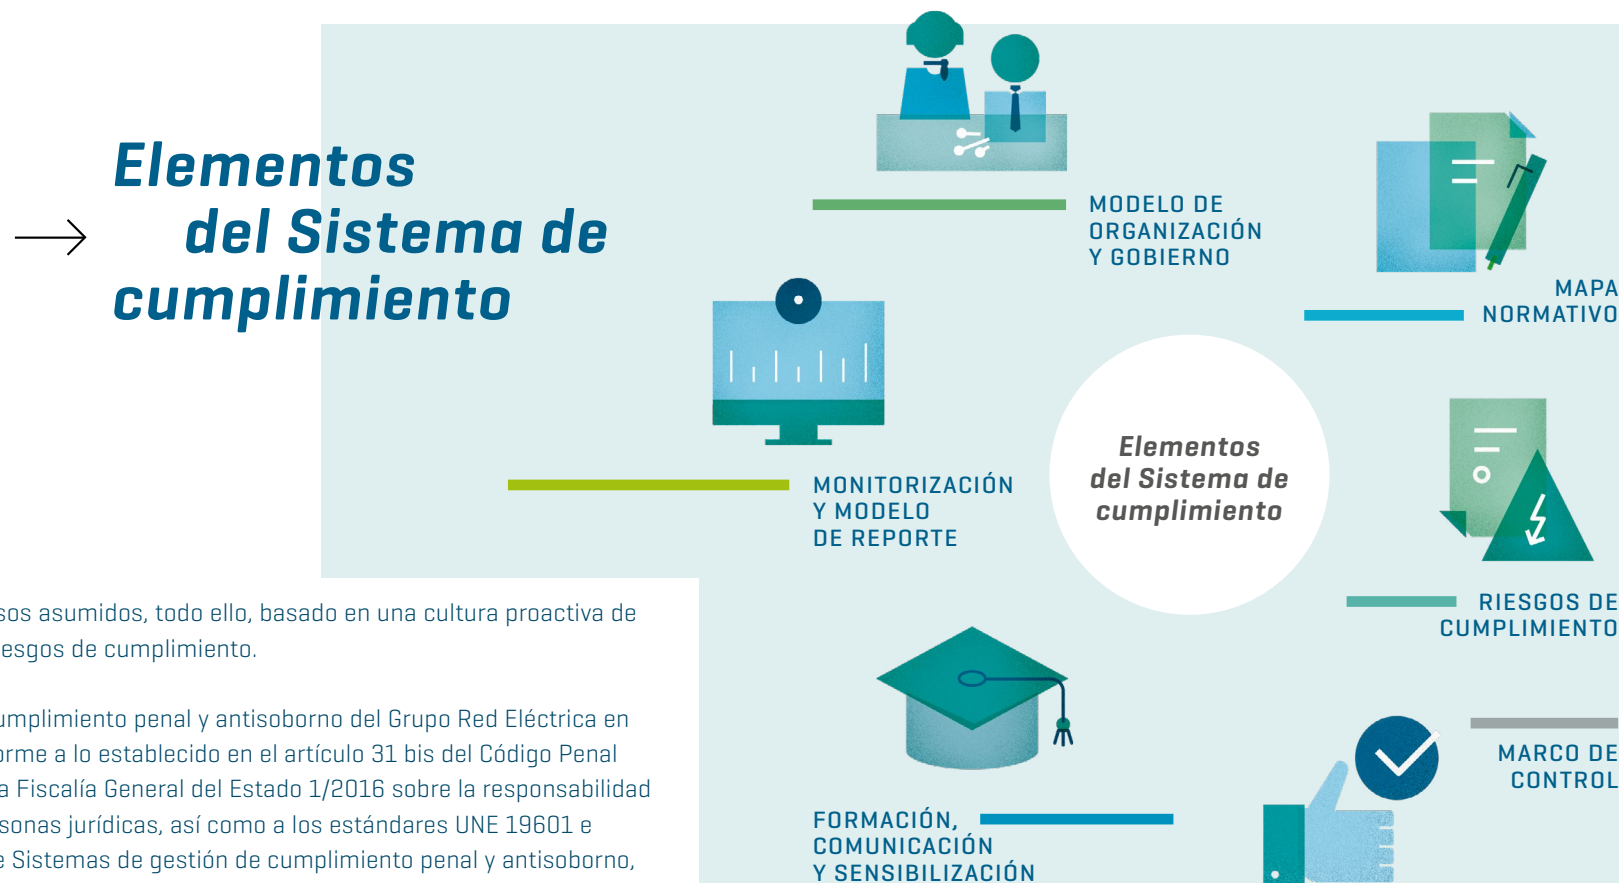 Elementos
del Sistema de
cumplimiento
MODELO DE
ORGANIZACIÓN
Y GOBIERNO
MAPA
NORMATIVO
MONITORIZACIÓN
Y MODELO
DE REPORTE
Elementos
del Sistema de
cumplimiento
RIESGOS DE
CUMPLIMIENTO
MARCO DE
CONTROL
FORMACIÓN,
COMUNICACIÓN
Y SENSIBILIZACIÓN
sos asumidos, todo ello, basado en una cultura proactiva de
esgos de cumplimiento.
umplimiento penal y antisoborno del Grupo Red Eléctrica en
orme a lo establecido en el artículo 31 bis del Código Penal
a Fiscalía General del Estado 1/2016 sobre la responsabilidad
sonas jurídicas, así como a los estándares UNE 19601 e
e Sistemas de gestión de cumplimiento penal y antisoborno,